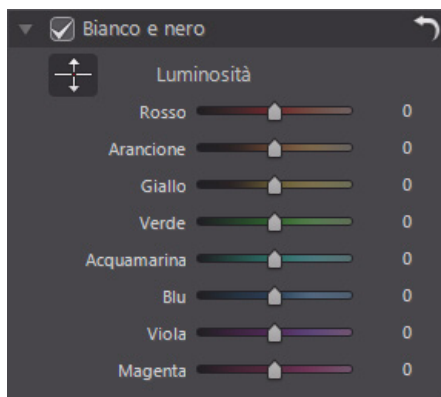 Bianco e nero
Luminosità
Rosso 0
Arancione 0
Giallo 0
Verde 0
Acquamarina 0
Blu 0
Viola 0
Magenta 0